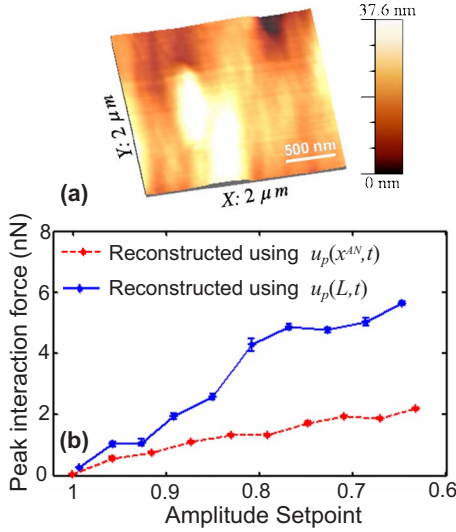 37.6 nm
Y: 2 μm
500 nm
0 nm
(a)
X: 2 μm
8
Reconstructed using u_p(x^{AN},t)
6
Reconstructed using u_p(L,t)
4
2
(b)
0
Peak interaction force (nN)
1 0.9 0.8 0.7 0.6
Amplitude Setpoint